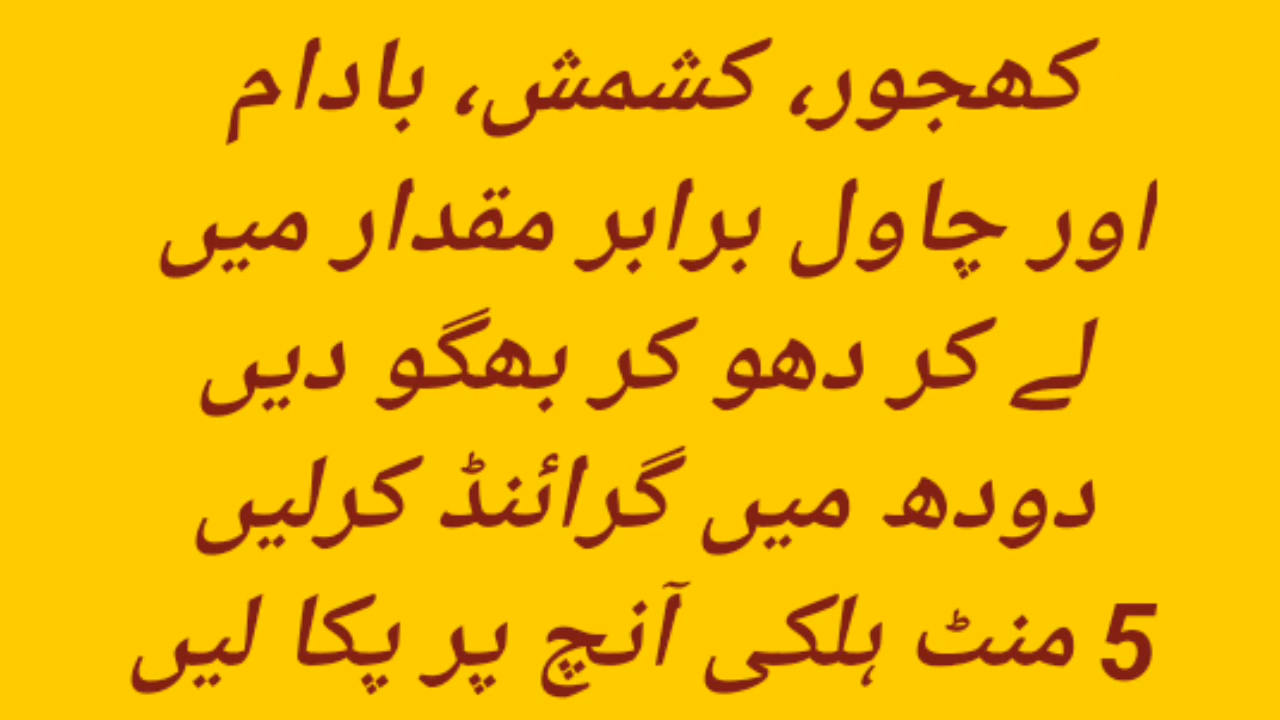 کھجور، کشمش، بادام
اور چاول برابر مقدار میں
لے کر دھو کر بھگو دیں
دودھ میں گرائنڈ کرلیں
5 منٹ ہلکی آنچ پر پکا لیں